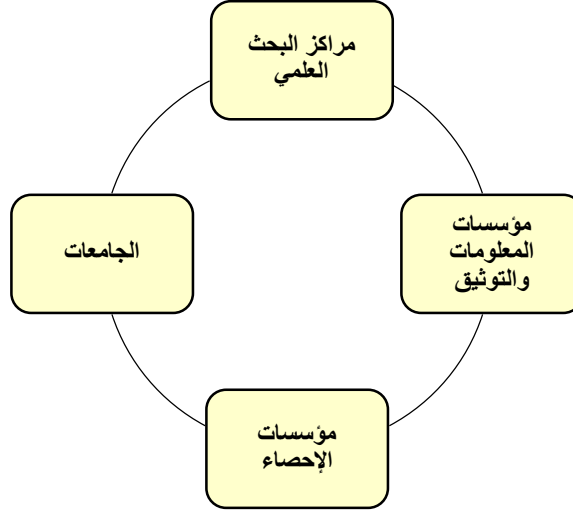 مراكز البحث
العلمي
مؤسسات
المعلومات
والتوثيق
الجامعات
مؤسسات
الإحصاء